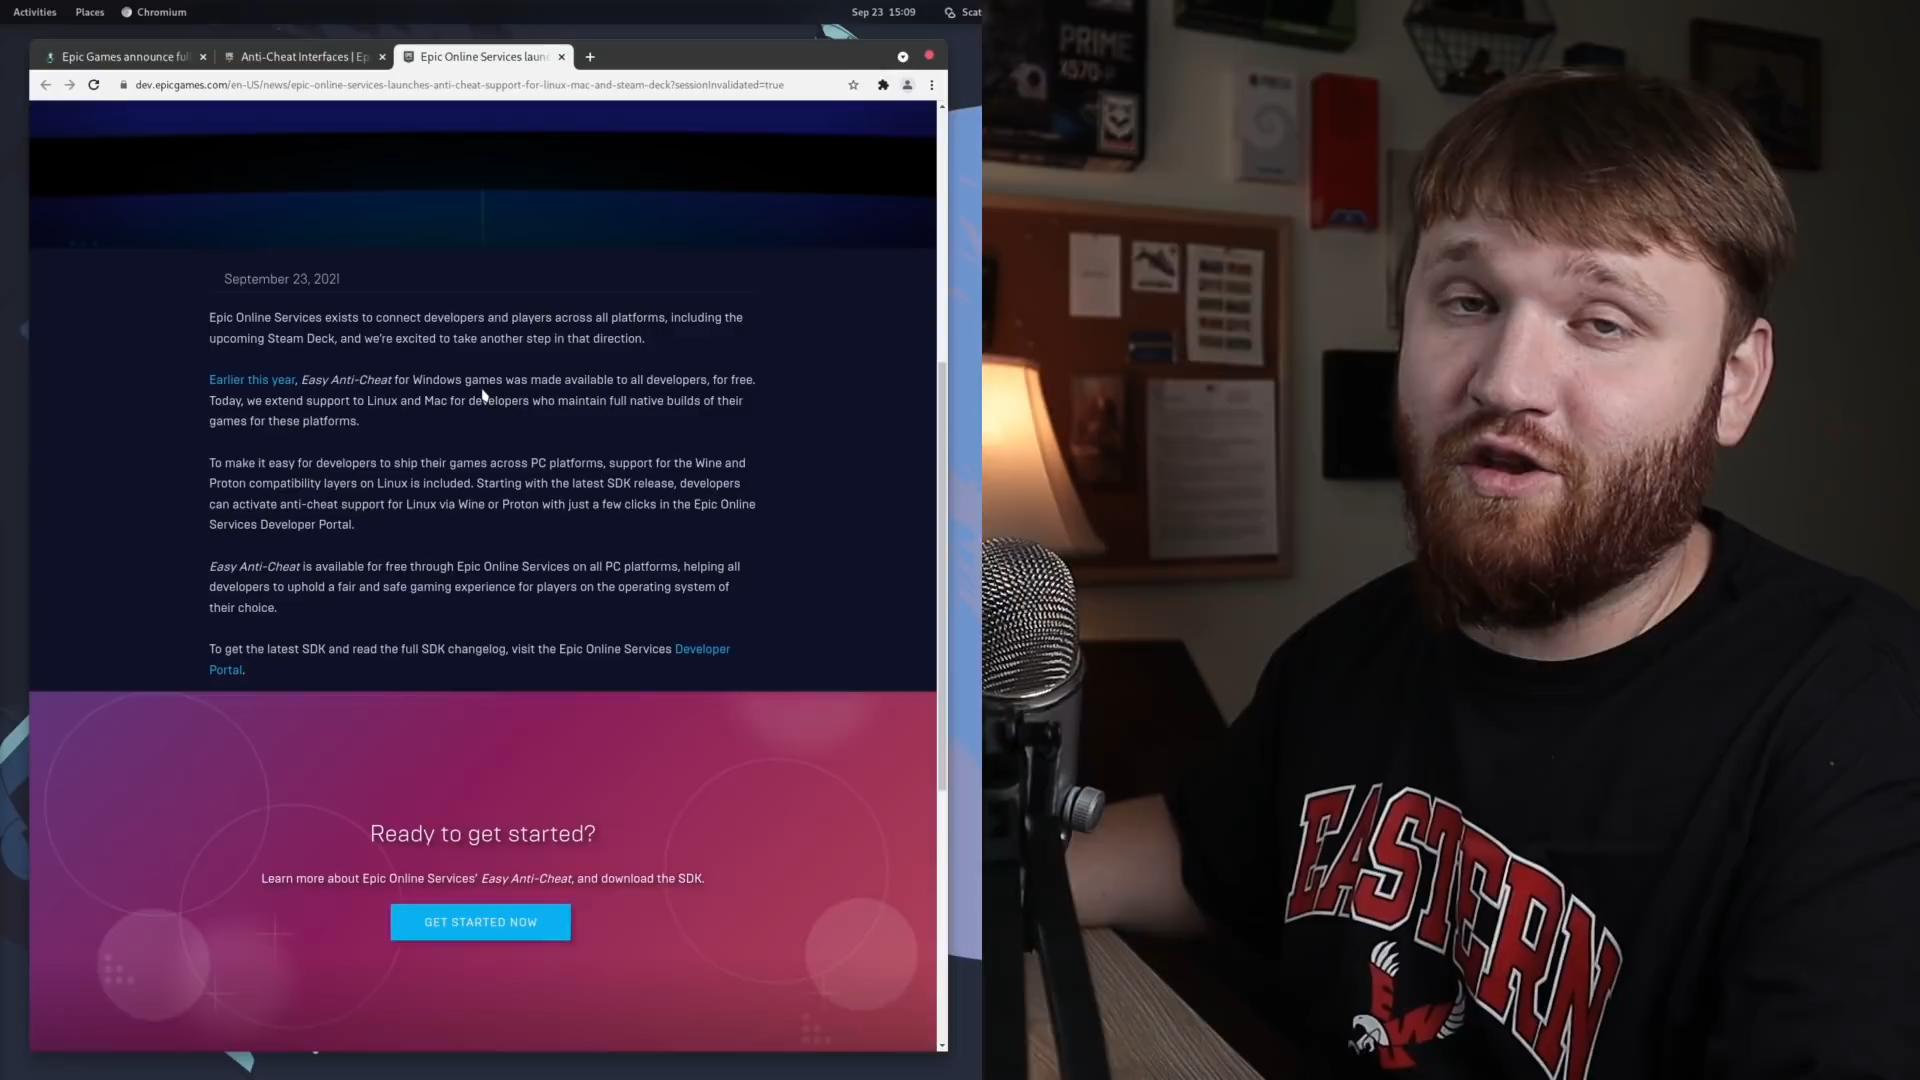 Activities Places Chromium Sep 23 15:09 Scat
Epic Games announce ful Anti-Cheat Interfaces | Ep Epic Online Services laun
dev.epicgames.com/en-US/news/epic-online-services-launches-anti-cheat-support-for-linux-mac-and-steam-deck?sessionInvalidated=true
September 23, 2021
Epic Online Services exists to connect developers and players across all platforms, including the
upcoming Steam Deck, and we're excited to take another step in that direction.
Earlier this year, Easy Anti-Cheat for Windows games was made available to all developers, for free.
Today, we extend support to Linux and Mac for developers who maintain full native builds of their
games for these platforms.
To make it easy for developers to ship their games across PC platforms, support for the Wine and
Proton compatibility layers on Linux is included. Starting with the latest SDK release, developers
can activate anti-cheat support for Linux via Wine or Proton with just a few clicks in the Epic Online
Services Developer Portal.
Easy Anti-Cheat is available for free through Epic Online Services on all PC platforms, helping all
developers to uphold a fair and safe gaming experience for players on the operating system of
their choice.
To get the latest SDK and read the full SDK changelog, visit the Epic Online Services Developer
Portal.
Ready to get started?
Learn more about Epic Online Services' Easy Anti-Cheat, and download the SDK.
GET STARTED NOW
PRIME
X570
EASTERN
EW